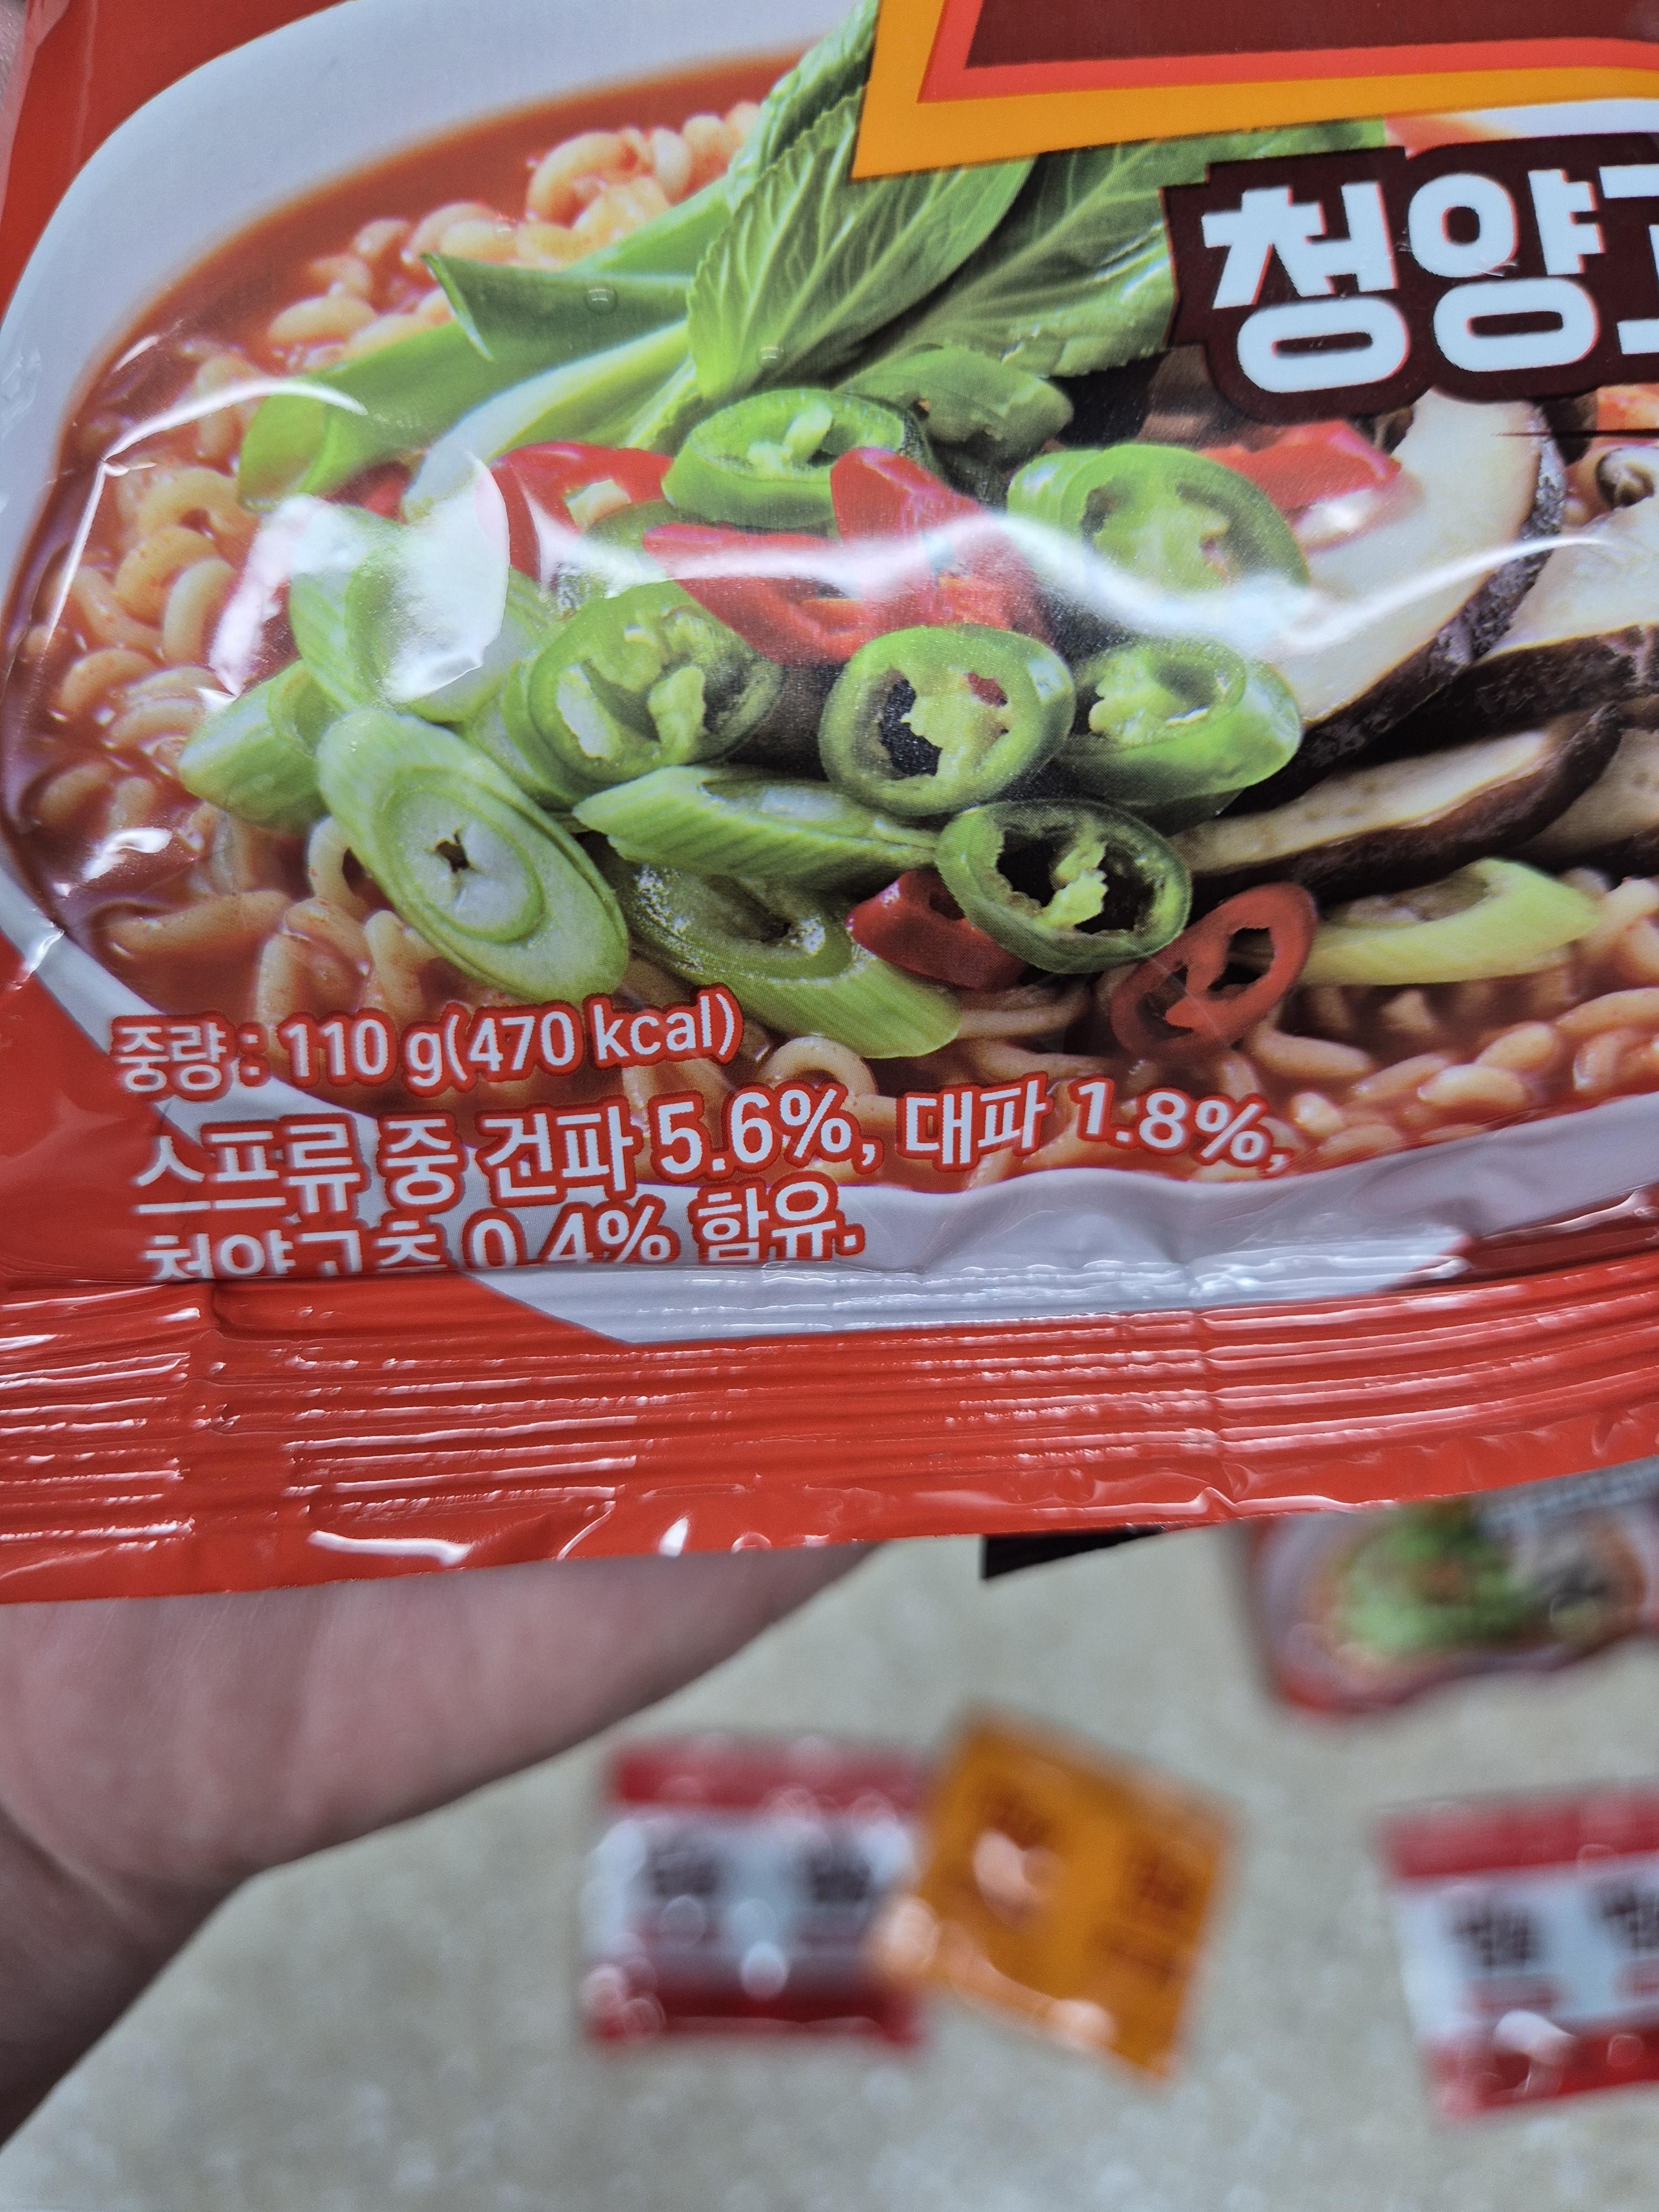 청양고
중량 : 110 g(470 kcal)
스프류 중 건파 5.6%, 대파 1.8%,
청양고추 0.4% 함유.